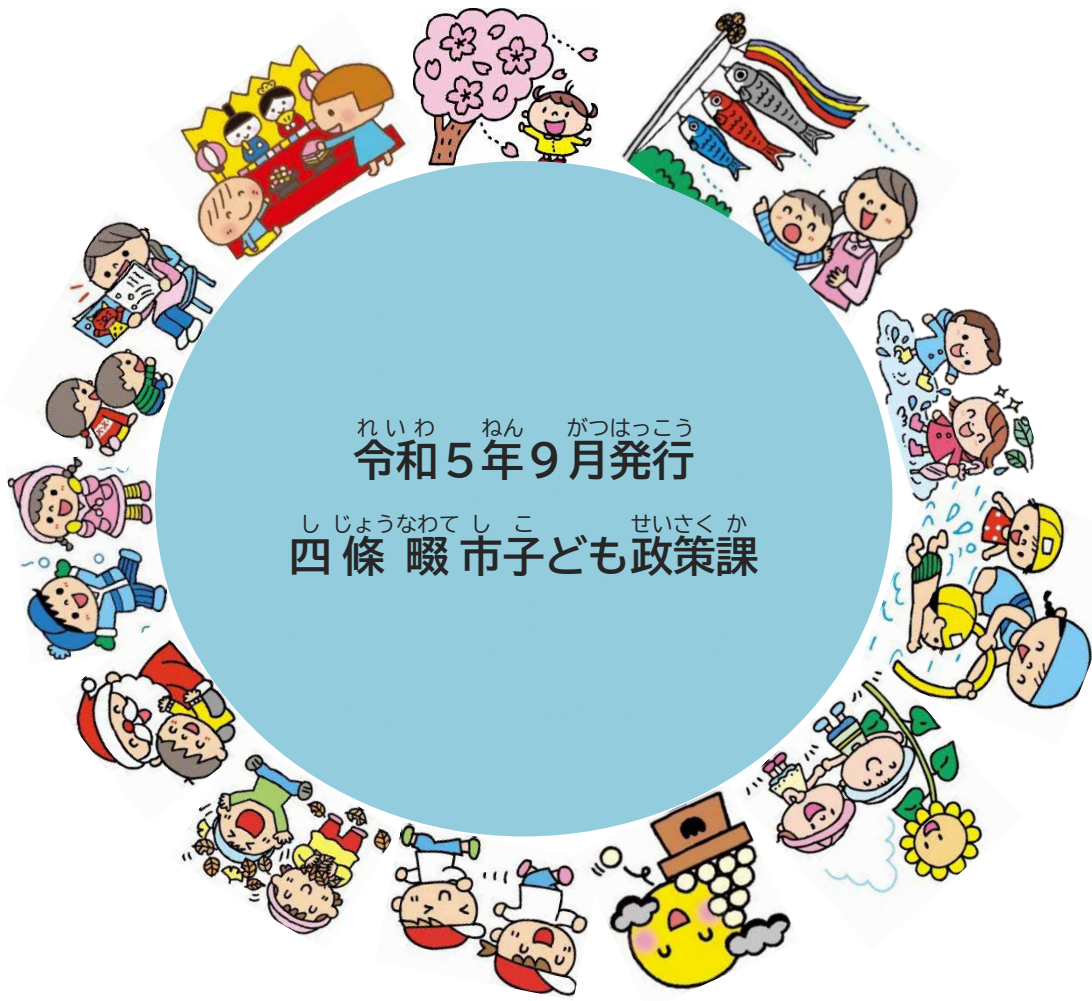 れいわ ねん がつはっこう
令和５年９月発行
しじょうなわてし こ せいさくか
四條畷市子ども政策課